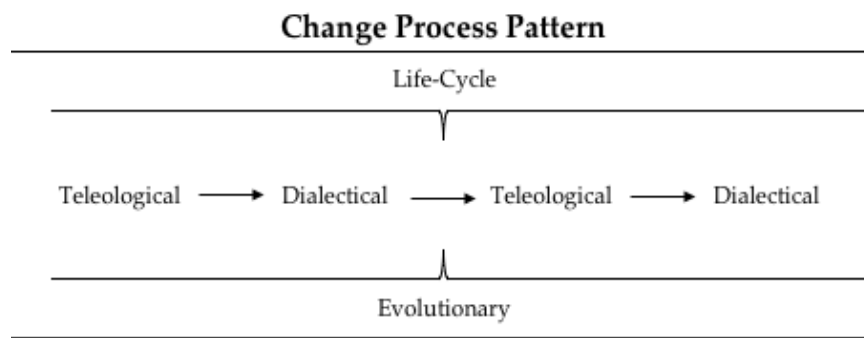 Change Process Pattern
Life-Cycle
Teleological Dialectical Teleological Dialectical
Evolutionary